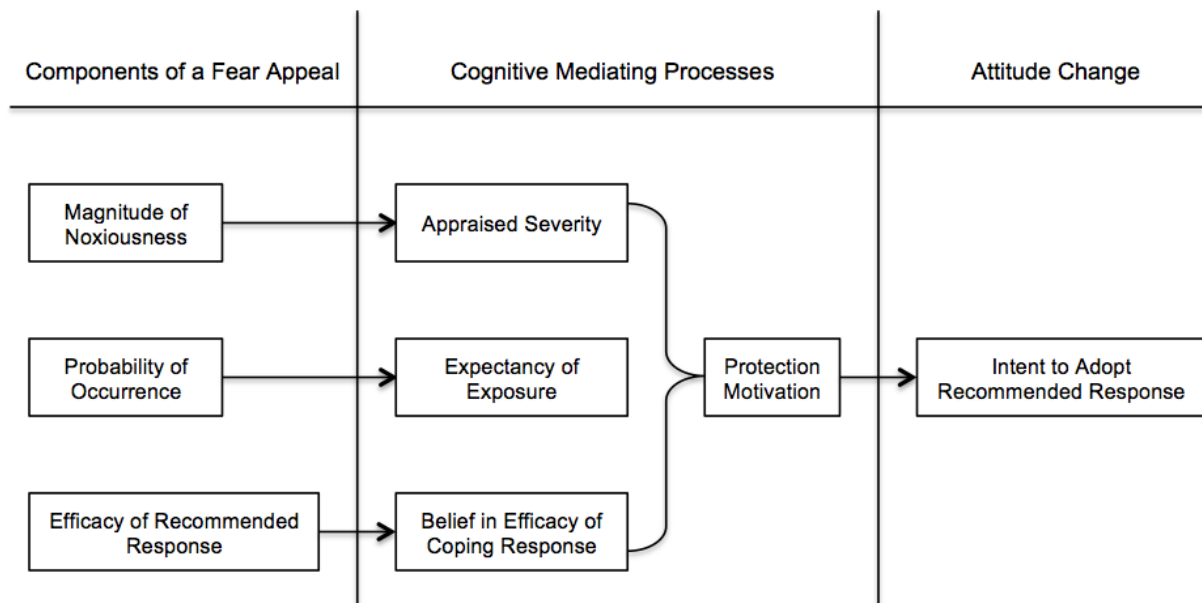 Components of a Fear Appeal
Cognitive Mediating Processes
Attitude Change
Magnitude of
Noxiousness
Appraised Severity
Probability of
Occurrence
Expectancy of
Exposure
Protection
Motivation
Intent to Adopt
Recommended Response
Efficacy of Recommended
Response
Belief in Efficacy of
Coping Response